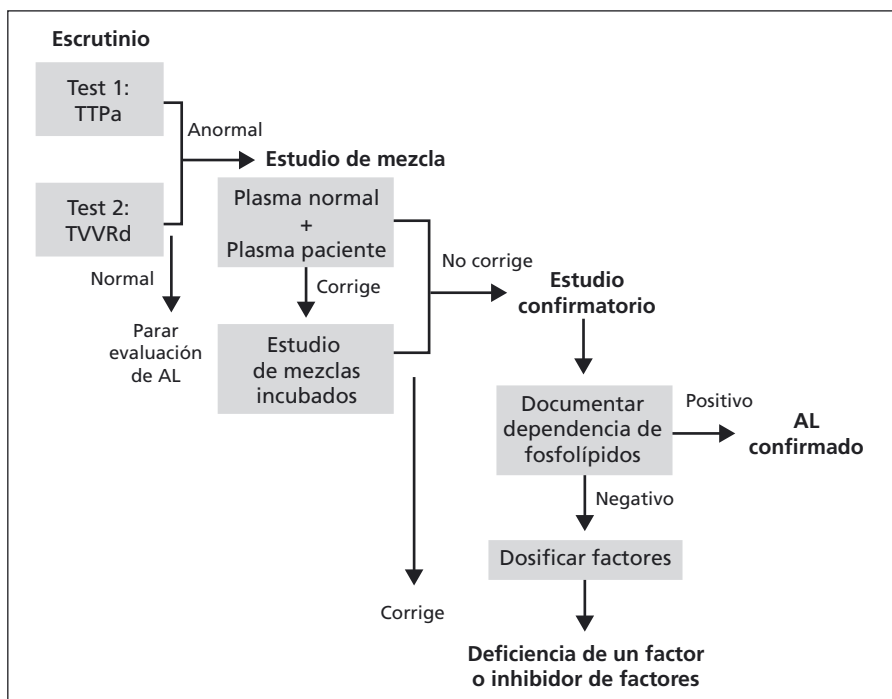 Escrutinio
Test 1:
TTPa
Anormal
Estudio de mezcla
Test 2:
TVVRd
Normal
Parar
evaluación
de AL
Plasma normal
+
Plasma paciente
Corrige
No corrige
Estudio
de mezclas
incubados
Corrige
Estudio
confirmatorio
Documentar
dependencia de
fosfolípidos
Positivo
AL
confirmado
Negativo
Dosificar factores
Deficiencia de un factor
o inhibidor de factores